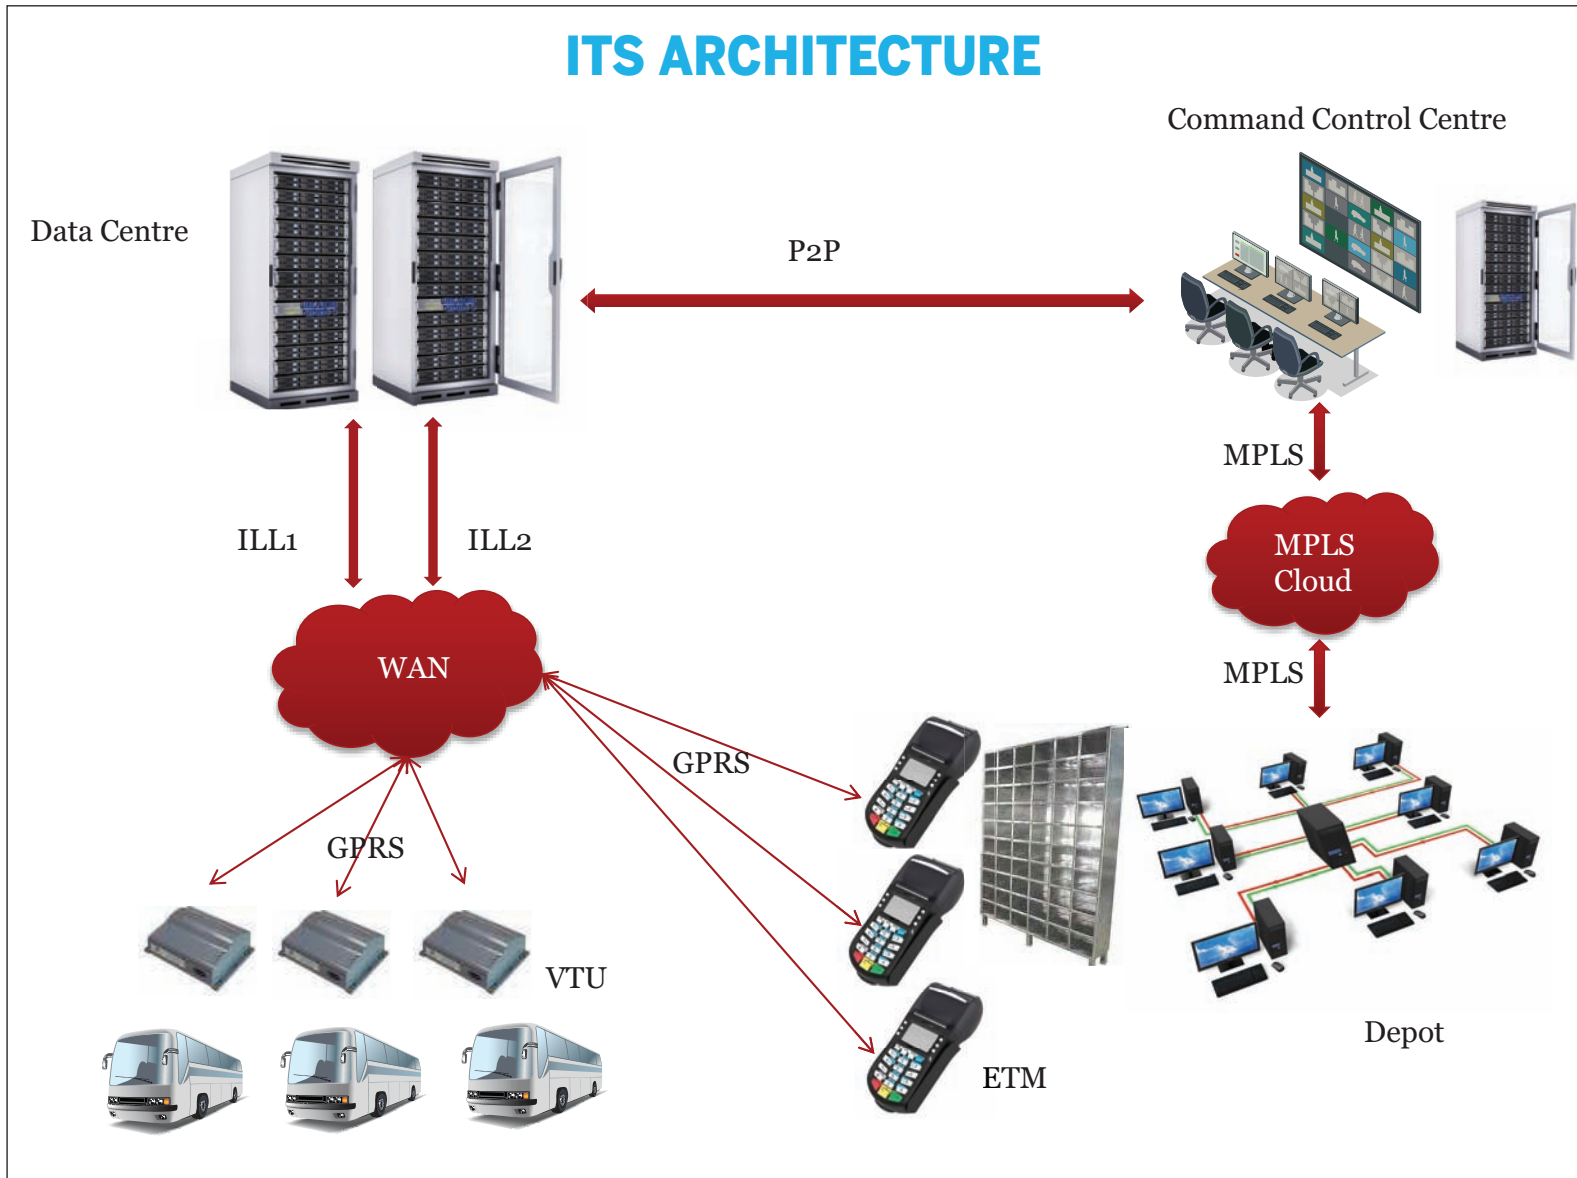 ITS ARCHITECTURE
Command Control Centre
Data Centre
P2P
MPLS
ILL1
ILL2
MPLS
Cloud
WAN
MPLS
GPRS
GPRS
VTU
Depot
ETM